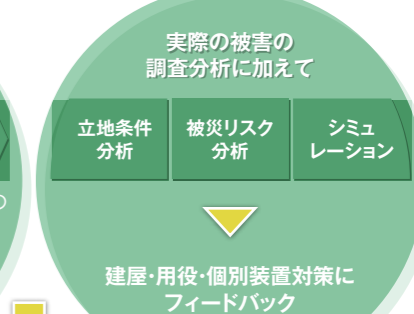 実際の被害の
調査分析に加えて
立地条件
分析
被災リスク
分析
シミュ
レーション
の
建屋・用役・個別装置対策に
フィードバック